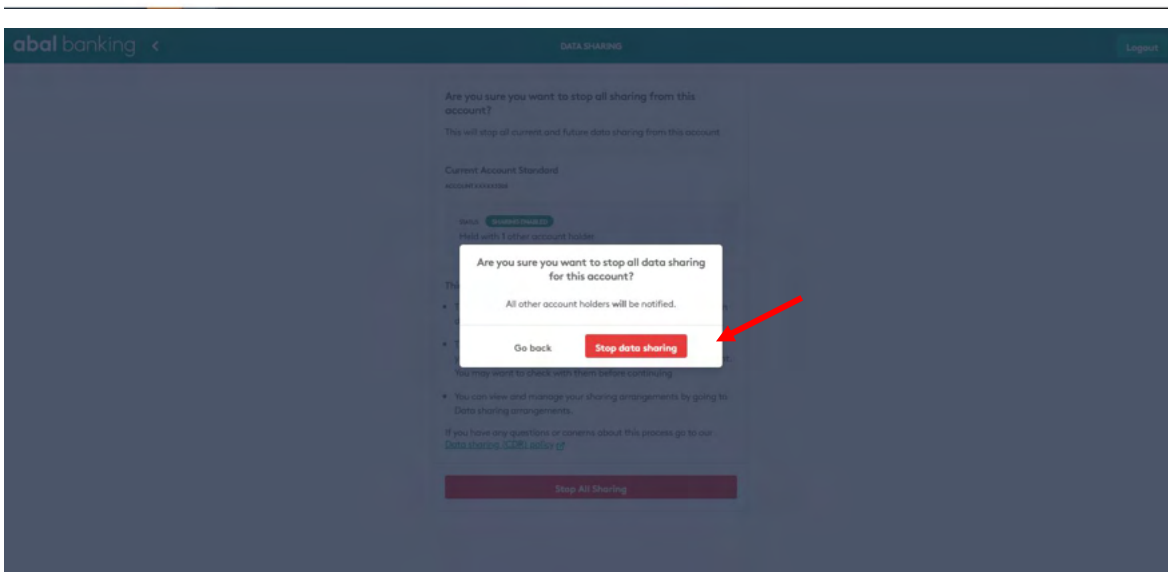 abal banking <
DATA SHARING
Logout
Are you sure you want to stop all sharing from this
account?
This will stop all current and future data sharing from this account
Current Account Standard
Held with 1 other account holder
Are you sure you want to stop all data sharing
for this account?
All other account holders will be notified.
Go back
Stop data sharing
You may want to check with them before continuing.
You can view and manage your sharing arrangements by going to
Data sharing arrangements.
If you have any questions or concerns about this process go to our
Data sharing (CDR) policy
Stop All Sharing